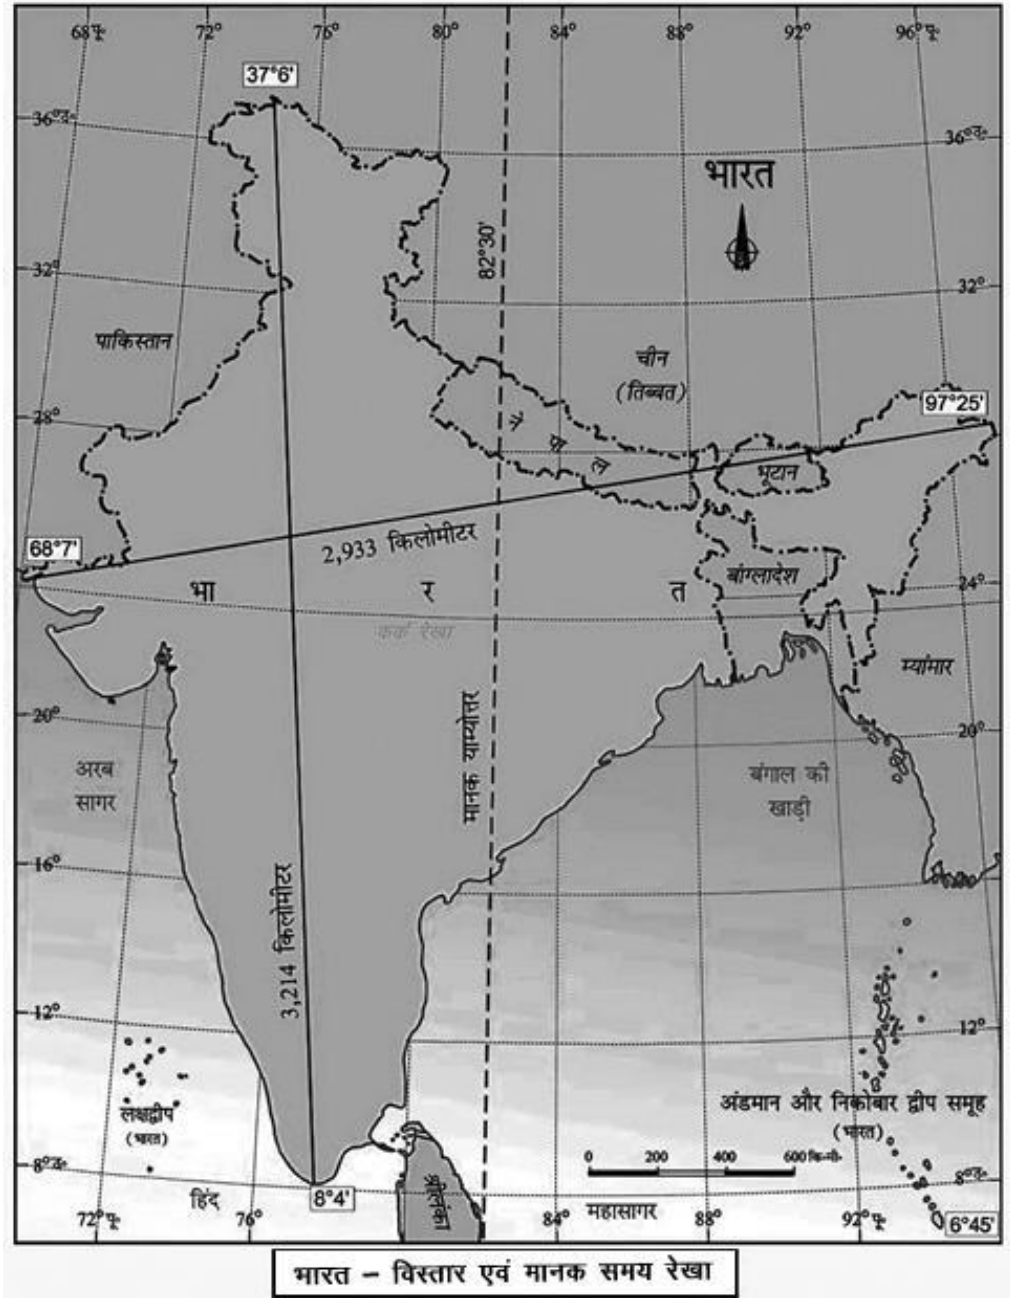 68°पू. 72° 76° 80° 84° 88° 92° 96°पू.
37°6'
36°उ. 36°उ.
भारत
82°30'
32° 32°
पाकिस्तान
चीन
(तिब्बत)
28° 97°25'
नेपाल
भूटान
2,933 किलोमीटर
68°7'
बांग्लादेश
24°
भा र त
कर्क रेखा
म्यांमार
मानक याम्योत्तर
20° 20°
अरब
सागर
बंगाल की
खाड़ी
16°
3,214 किलोमीटर
12° 12°
लक्षद्वीप
(भारत)
अंडमान और निकोबार द्वीप समूह
(भारत)
0 200 400 600 कि.मी.
8°उ. 8°उ.
श्रीलंका
हिंद 8°4' महासागर 6°45'
72°पू. 76° 84° 88° 92°पू.
भारत – विस्तार एवं मानक समय रेखा